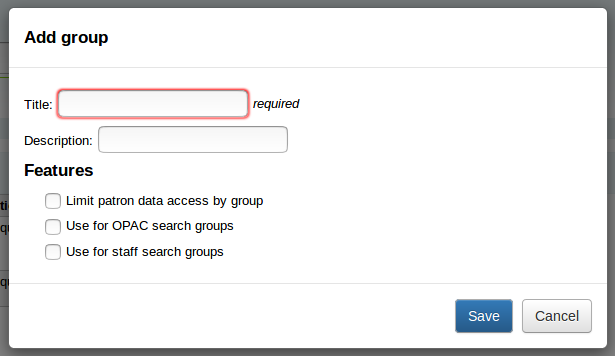 Add group
Title: required
Description:
Features
Limit patron data access by group
Use for OPAC search groups
Use for staff search groups
Save Cancel